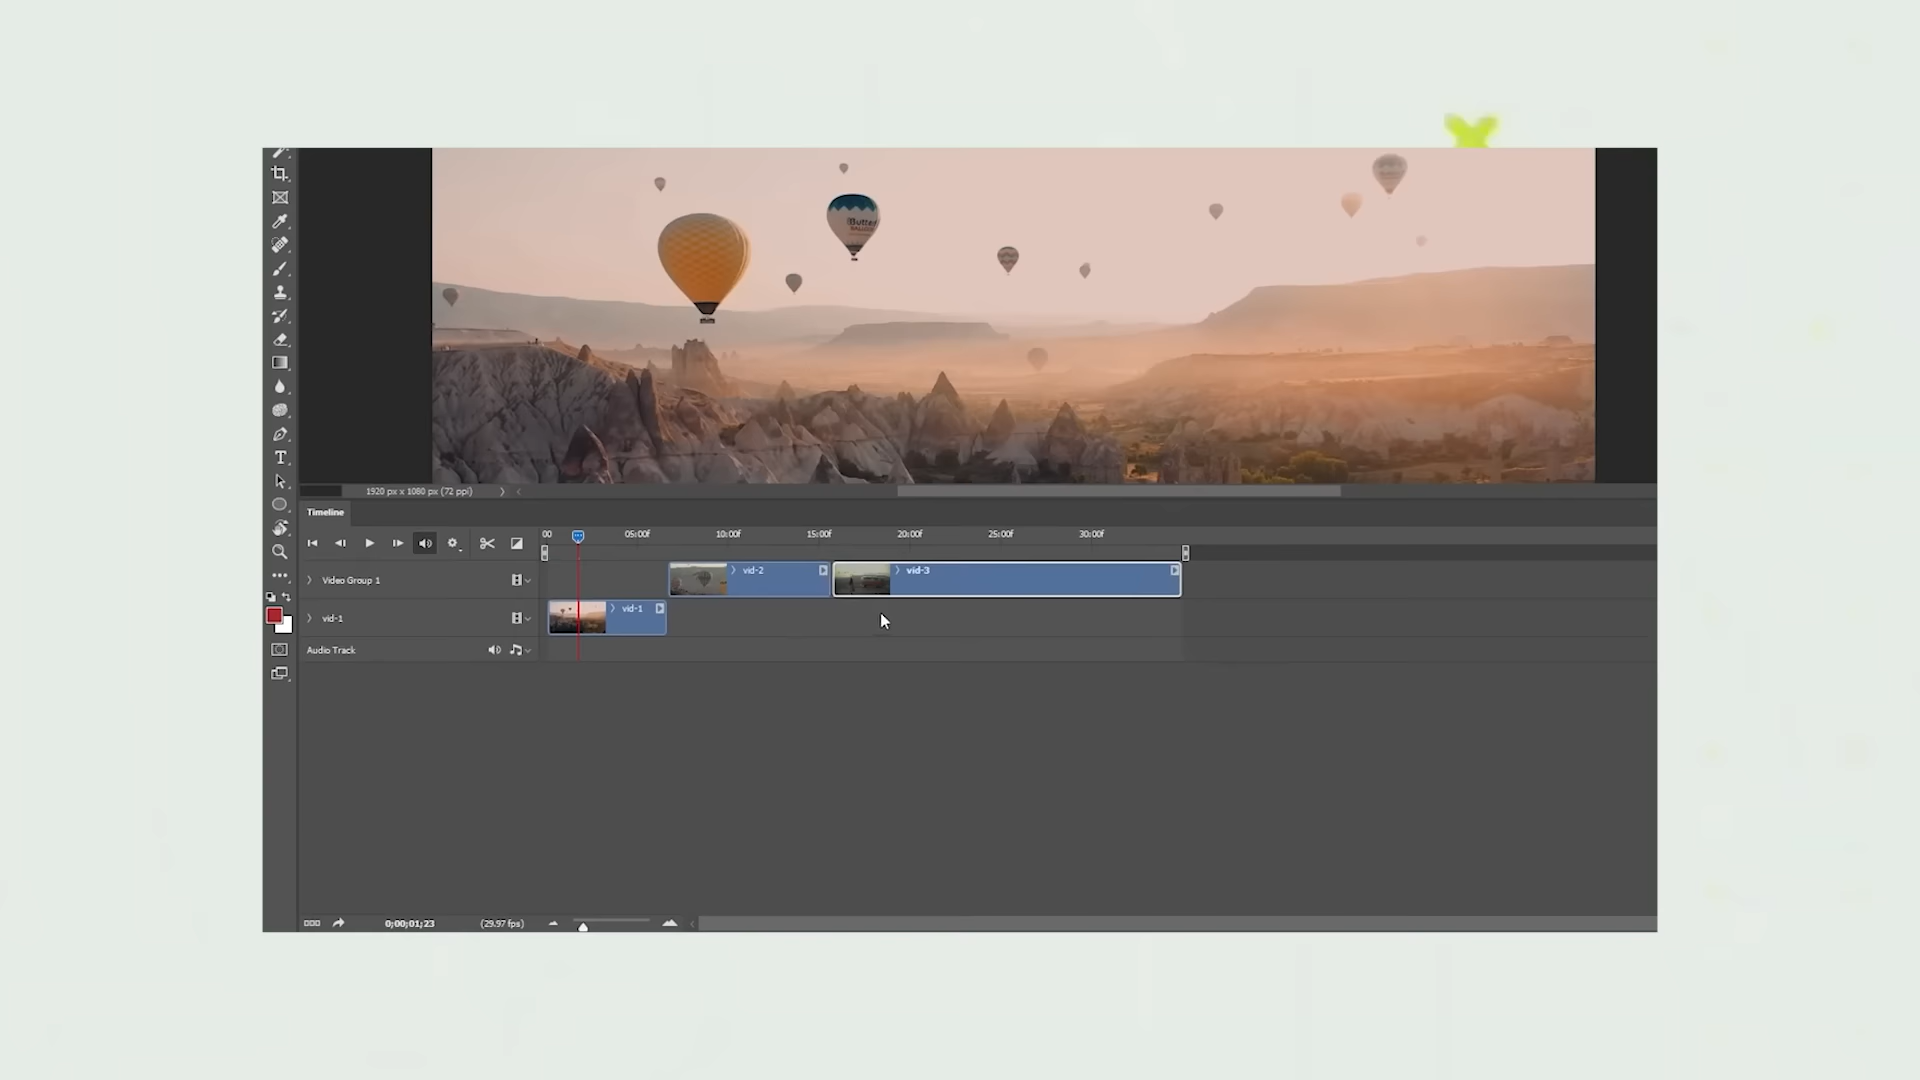 Butter
BALLOONS
1920 px x 1080 px (72 ppi)
Timeline
00 05:00f 10:00f 15:00f 20:00f 25:00f 30:00f
Video Group 1
vid-2
vid-3
vid-1
vid-1
Audio Track
0;00;01;23
(29.97 fps)
T